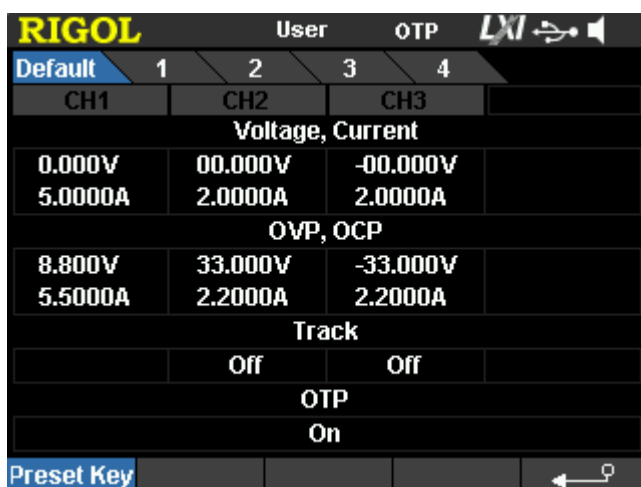 RIGOL User OTP LXI
Default 1 2 3 4
CH1 CH2 CH3
Voltage, Current
0.000V 00.000V -00.000V
5.0000A 2.0000A 2.0000A
OVP, OCP
8.800V 33.000V -33.000V
5.5000A 2.2000A 2.2000A
Track
Off Off
OTP
On
Preset Key